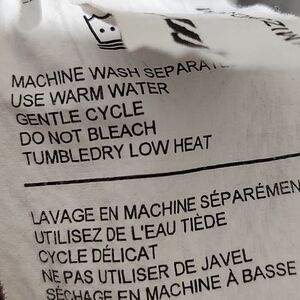 MACHINE WASH SEPARATE
USE WARM WATER
GENTLE CYCLE
DO NOT BLEACH
TUMBLEDRY LOW HEAT
LAVAGE EN MACHINE SÉPARÉMEN
UTILISEZ DE L'EAU TIÈDE
CYCLE DÉLICAT
NE PAS UTILISER DE JAVEL
SÉCHAGE EN MACHINE À BASSE